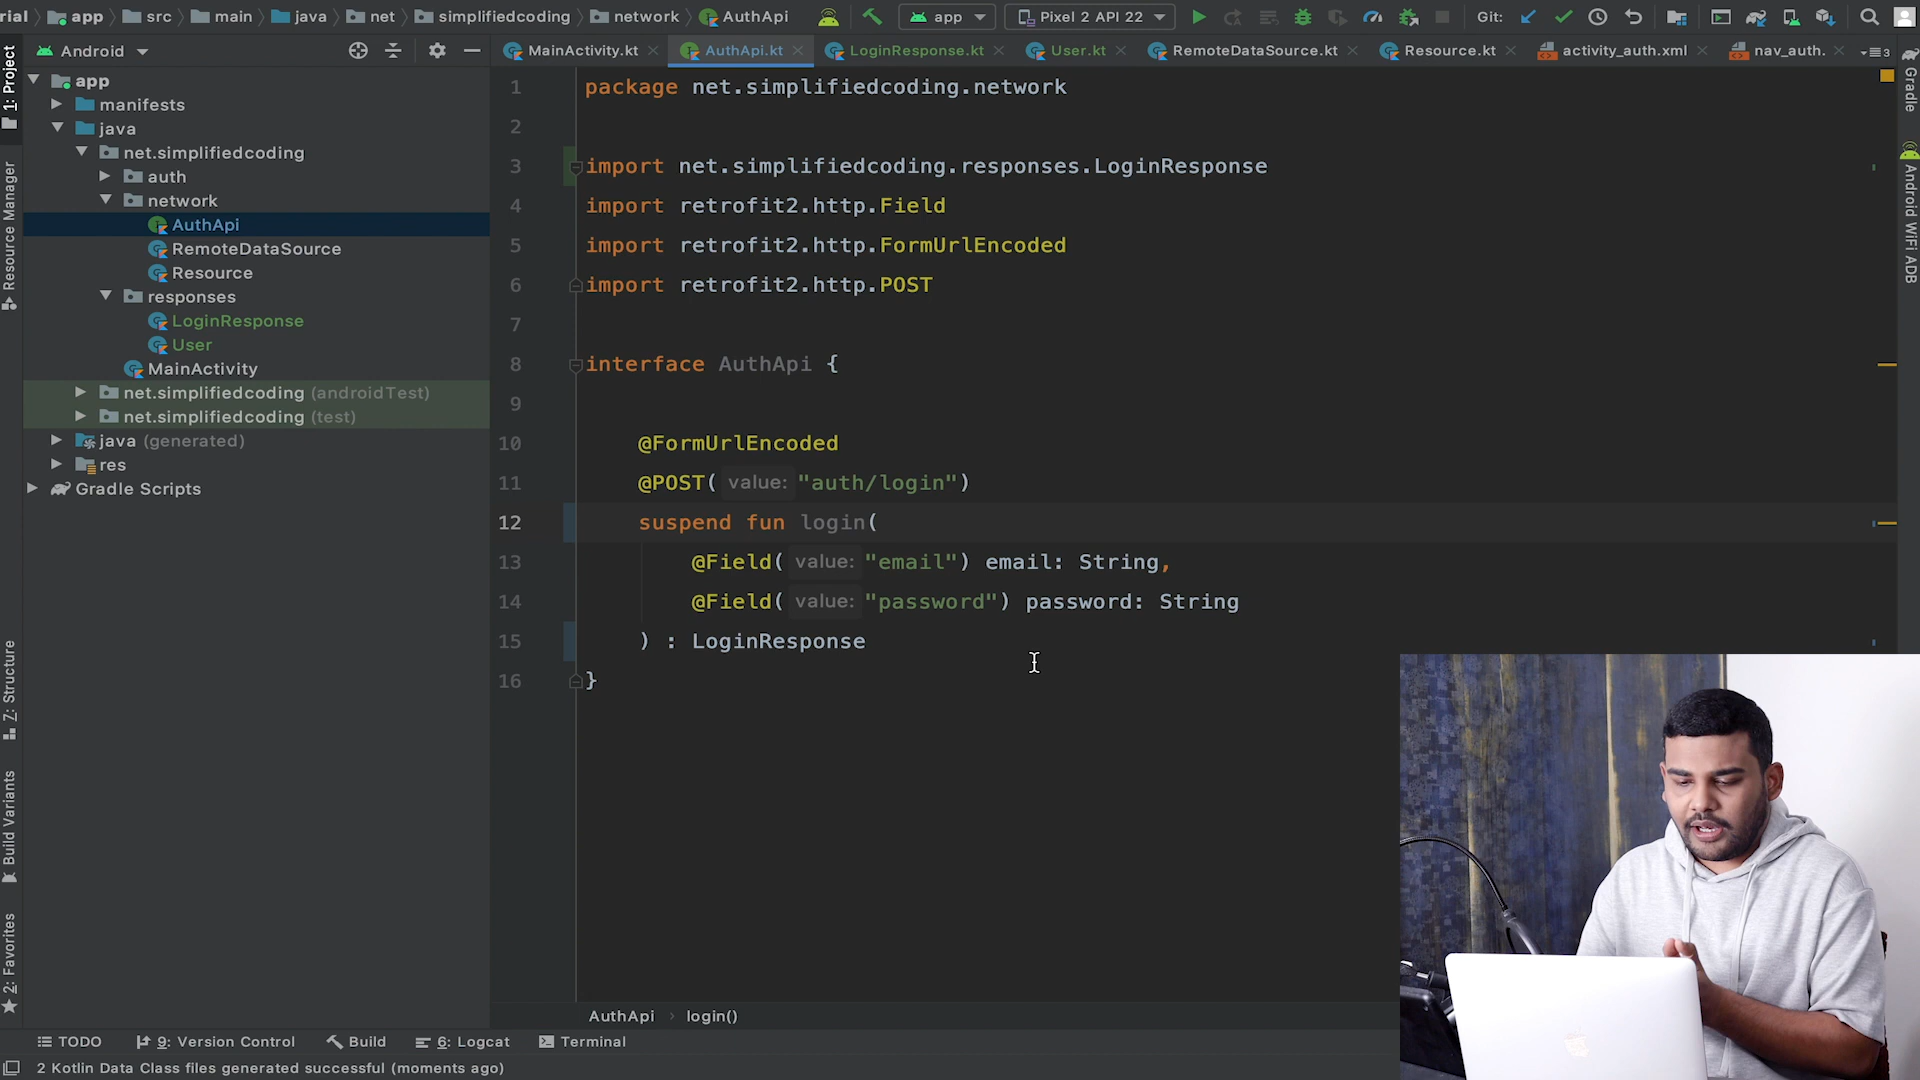 rial app src main java net simplifiedcoding network AuthApi app Pixel 2 API 22 Git:
Android
MainActivity.kt AuthApi.kt LoginResponse.kt User.kt RemoteDataSource.kt Resource.kt activity_auth.xml nav_auth. 3
1: Project
Resource Manager
Z: Structure
Build Variants
2: Favorites
app
manifests
java
net.simplifiedcoding
auth
network
AuthApi
RemoteDataSource
Resource
responses
LoginResponse
User
MainActivity
net.simplifiedcoding (androidTest)
net.simplifiedcoding (test)
java (generated)
res
Gradle Scripts
1 package net.simplifiedcoding.network
2
3 import net.simplifiedcoding.responses.LoginResponse
4 import retrofit2.http.Field
5 import retrofit2.http.FormUrlEncoded
6 import retrofit2.http.POST
7
8 interface AuthApi {
9
10 @FormUrlEncoded
11 @POST( value: "auth/login")
12 suspend fun login(
13 @Field( value: "email") email: String,
14 @Field( value: "password") password: String
15 ) : LoginResponse
16 }
Gradle
Android WiFi ADB
AuthApi login()
TODO 9: Version Control Build 6: Logcat Terminal
2 Kotlin Data Class files generated successful (moments ago)